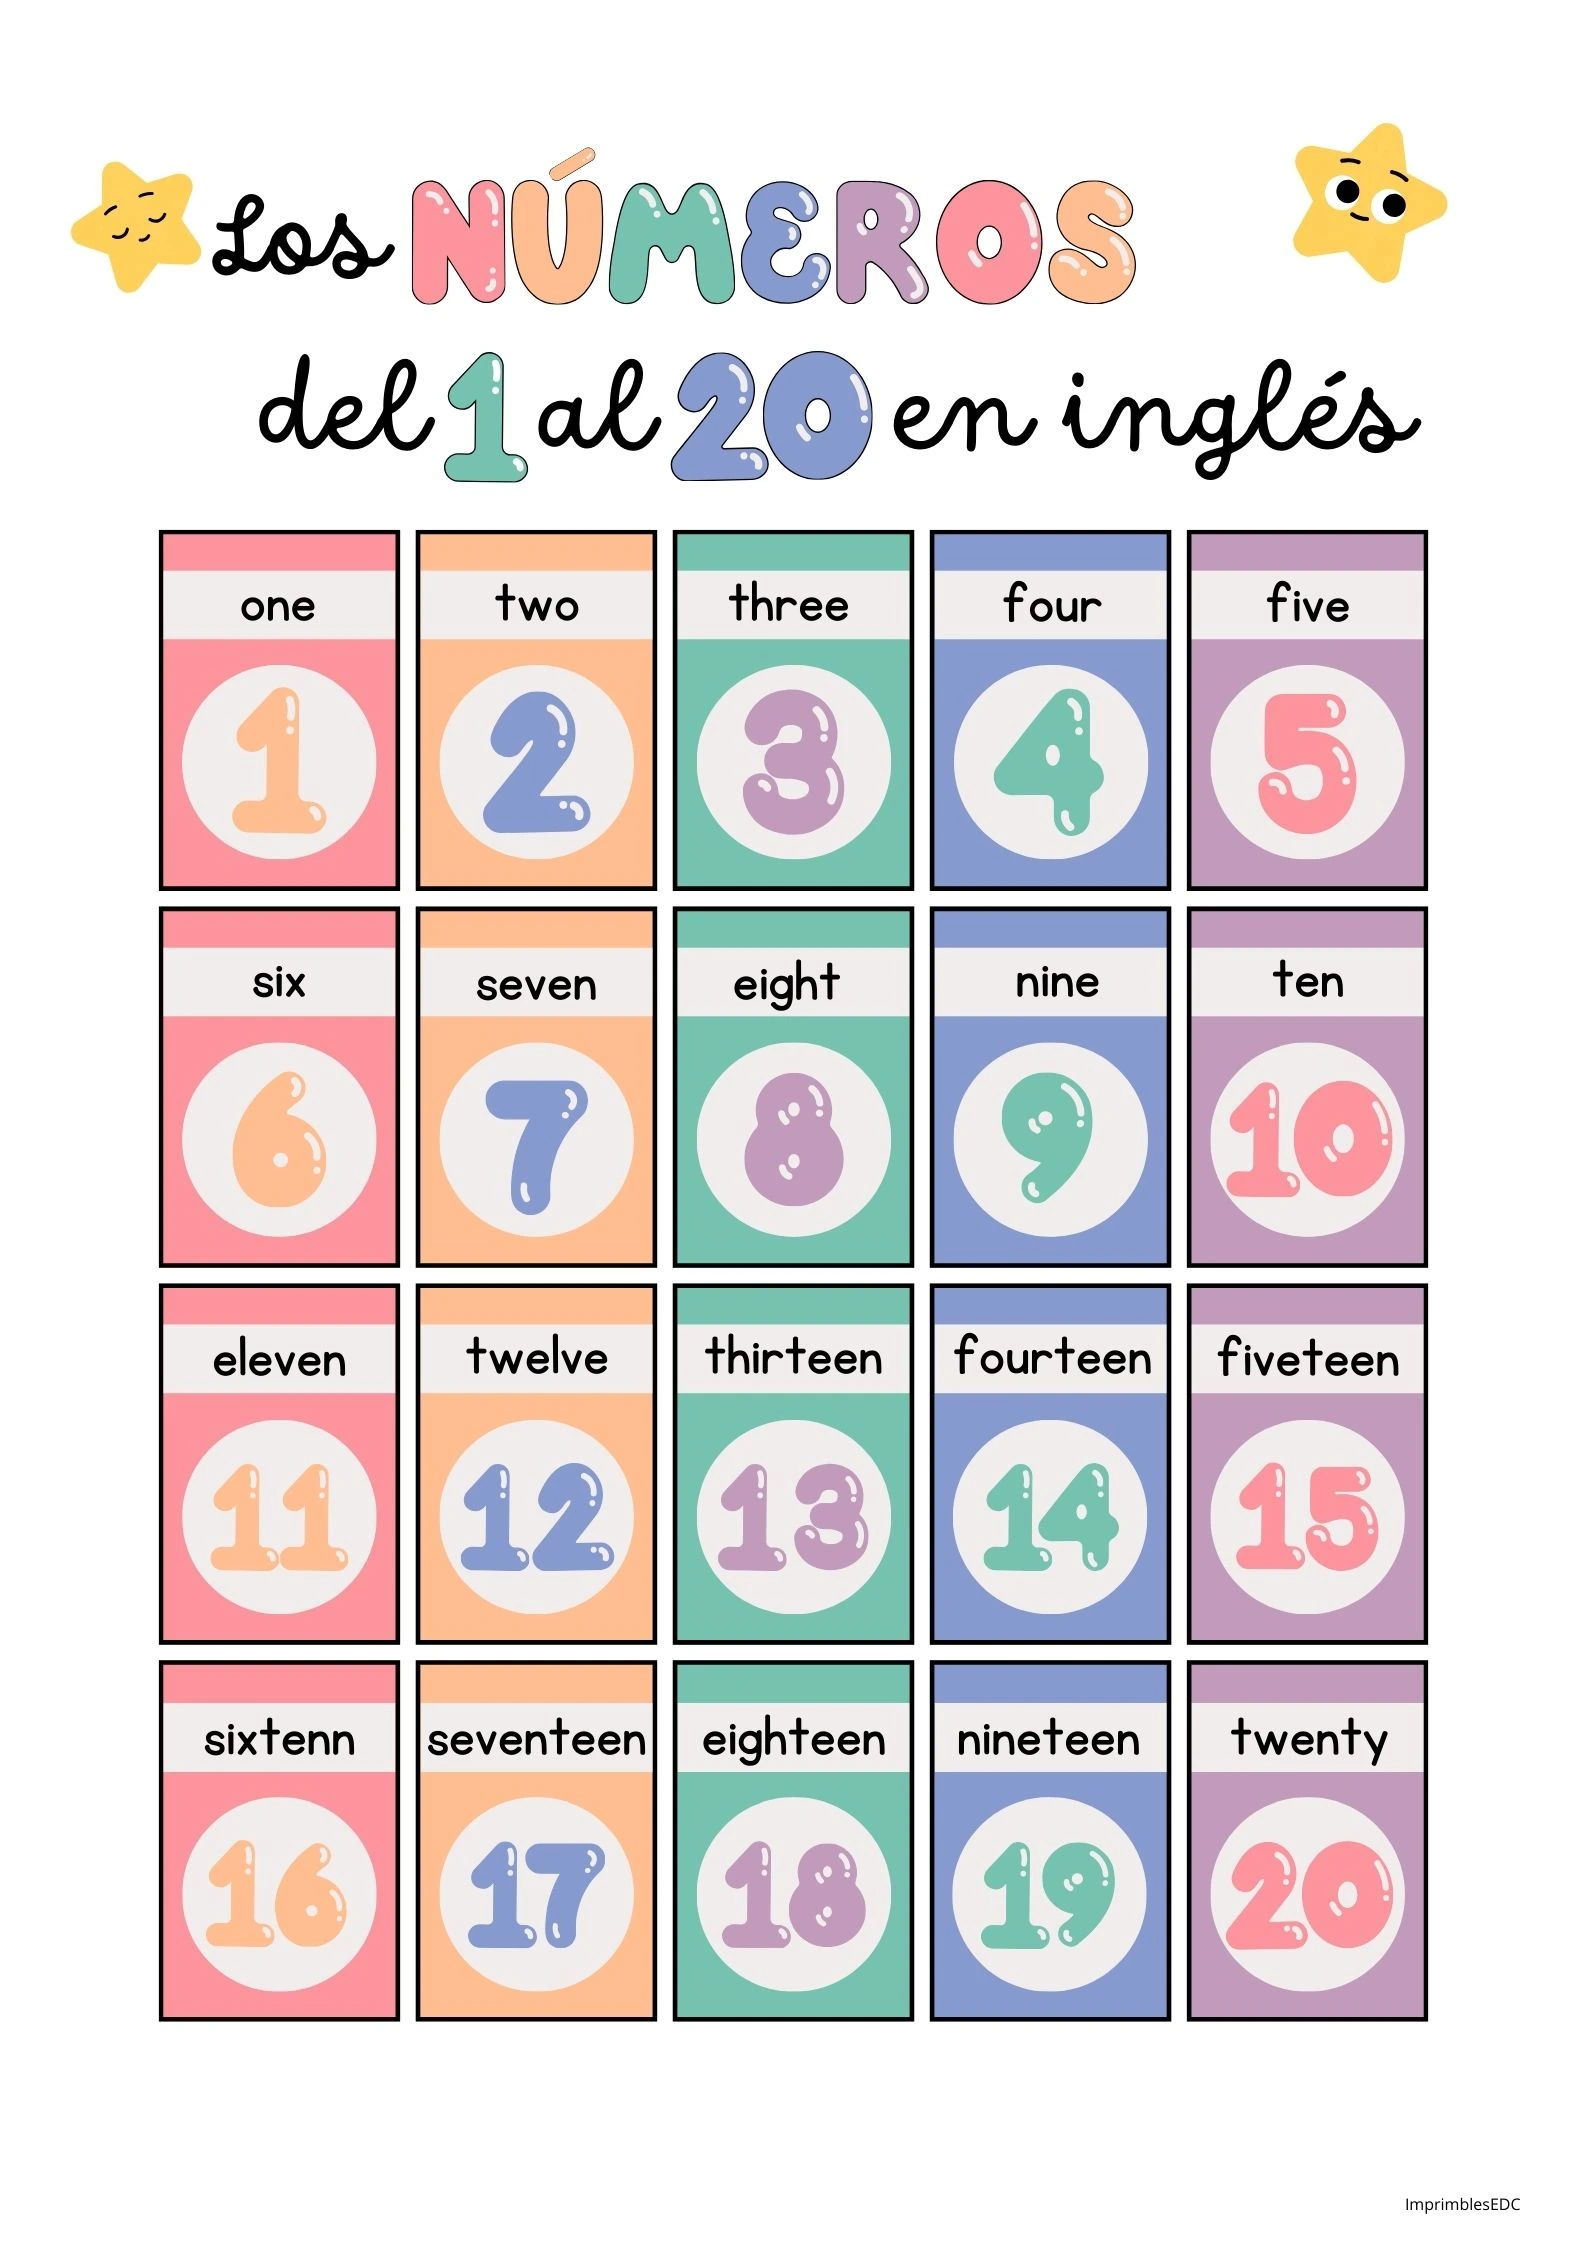 Los NÚMEROS
del 1 al 20 en inglés
one two three four five
1 2 3 4 5
six seven eight nine ten
6 7 8 9 10
eleven twelve thirteen fourteen fiveteen
11 12 13 14 15
sixtenn seventeen eighteen nineteen twenty
16 17 18 19 20
ImprimblesEDC